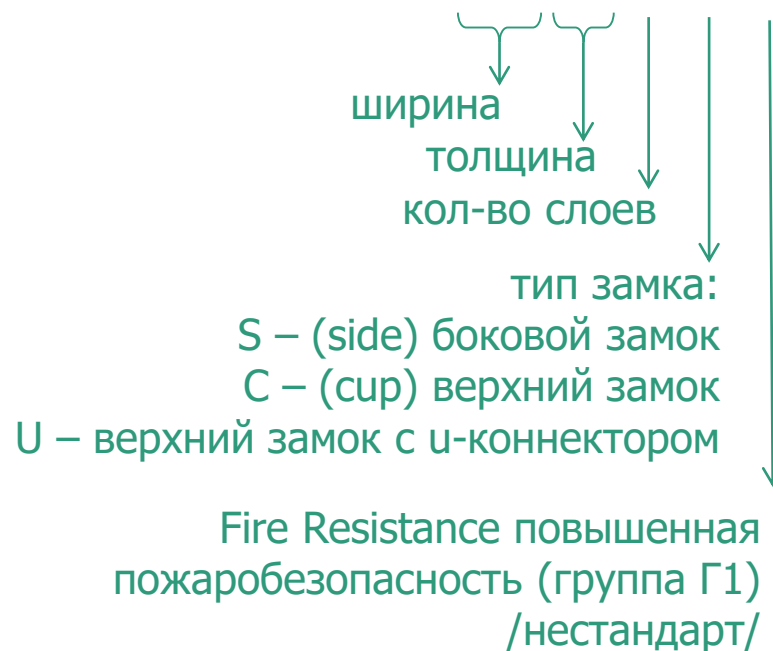 ширина
толщина
кол-во слоев
тип замка:
S – (side) боковой замок
C – (cup) верхний замок
U – верхний замок с u-коннектором
Fire Resistance повышенная
пожаробезопасность (группа Г1)
/нестандарт/